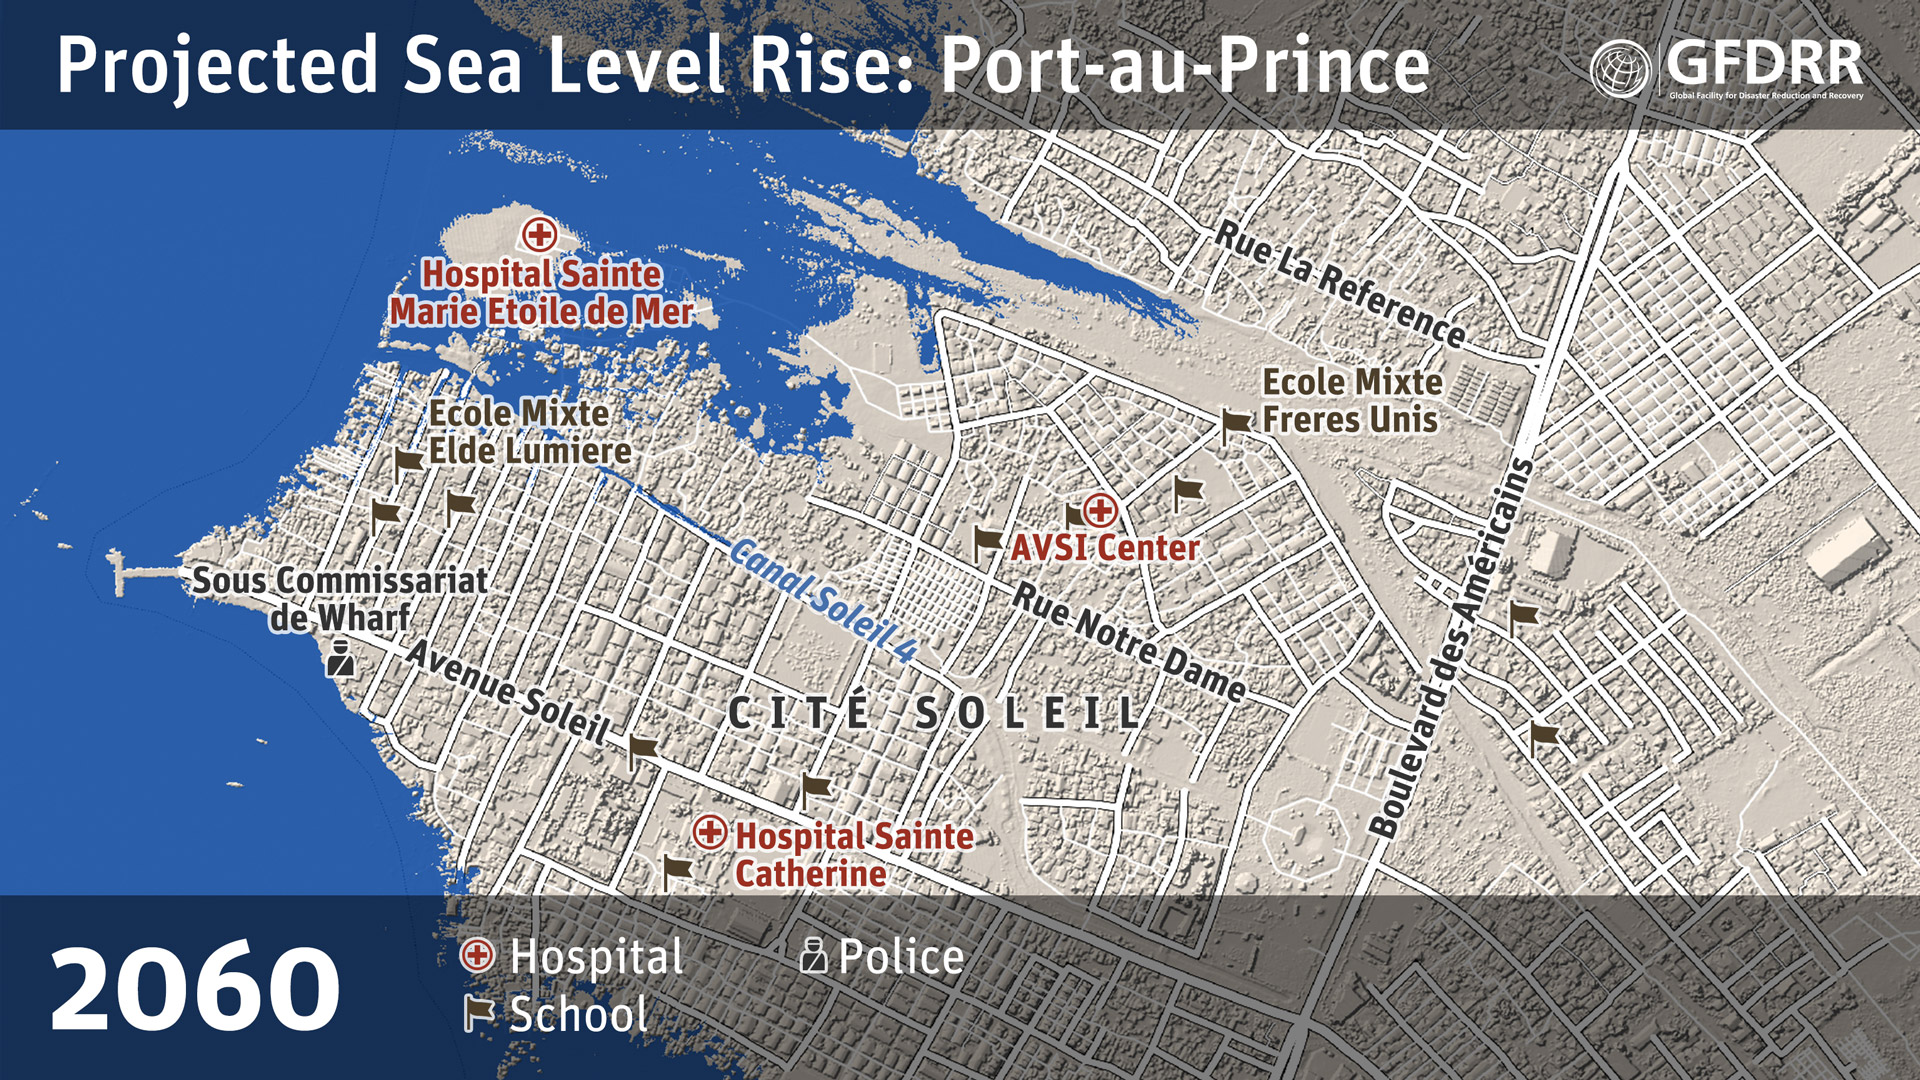 Projected Sea Level Rise: Port-au-Prince
GFDRR
Global Facility for Disaster Reduction and Recovery
Rue La Reference
Hospital Sainte
Marie Etoile de Mer
Ecole Mixte
Freres Unis
Ecole Mixte
Elde Lumiere
AVSI Center
Canal Soleil 4
Sous Commissariat
de Wharf
Rue Notre Dame
Boulevard des Américains
Avenue Soleil
CITÉ SOLEIL
Hospital Sainte
Catherine
2060
Hospital
Police
School